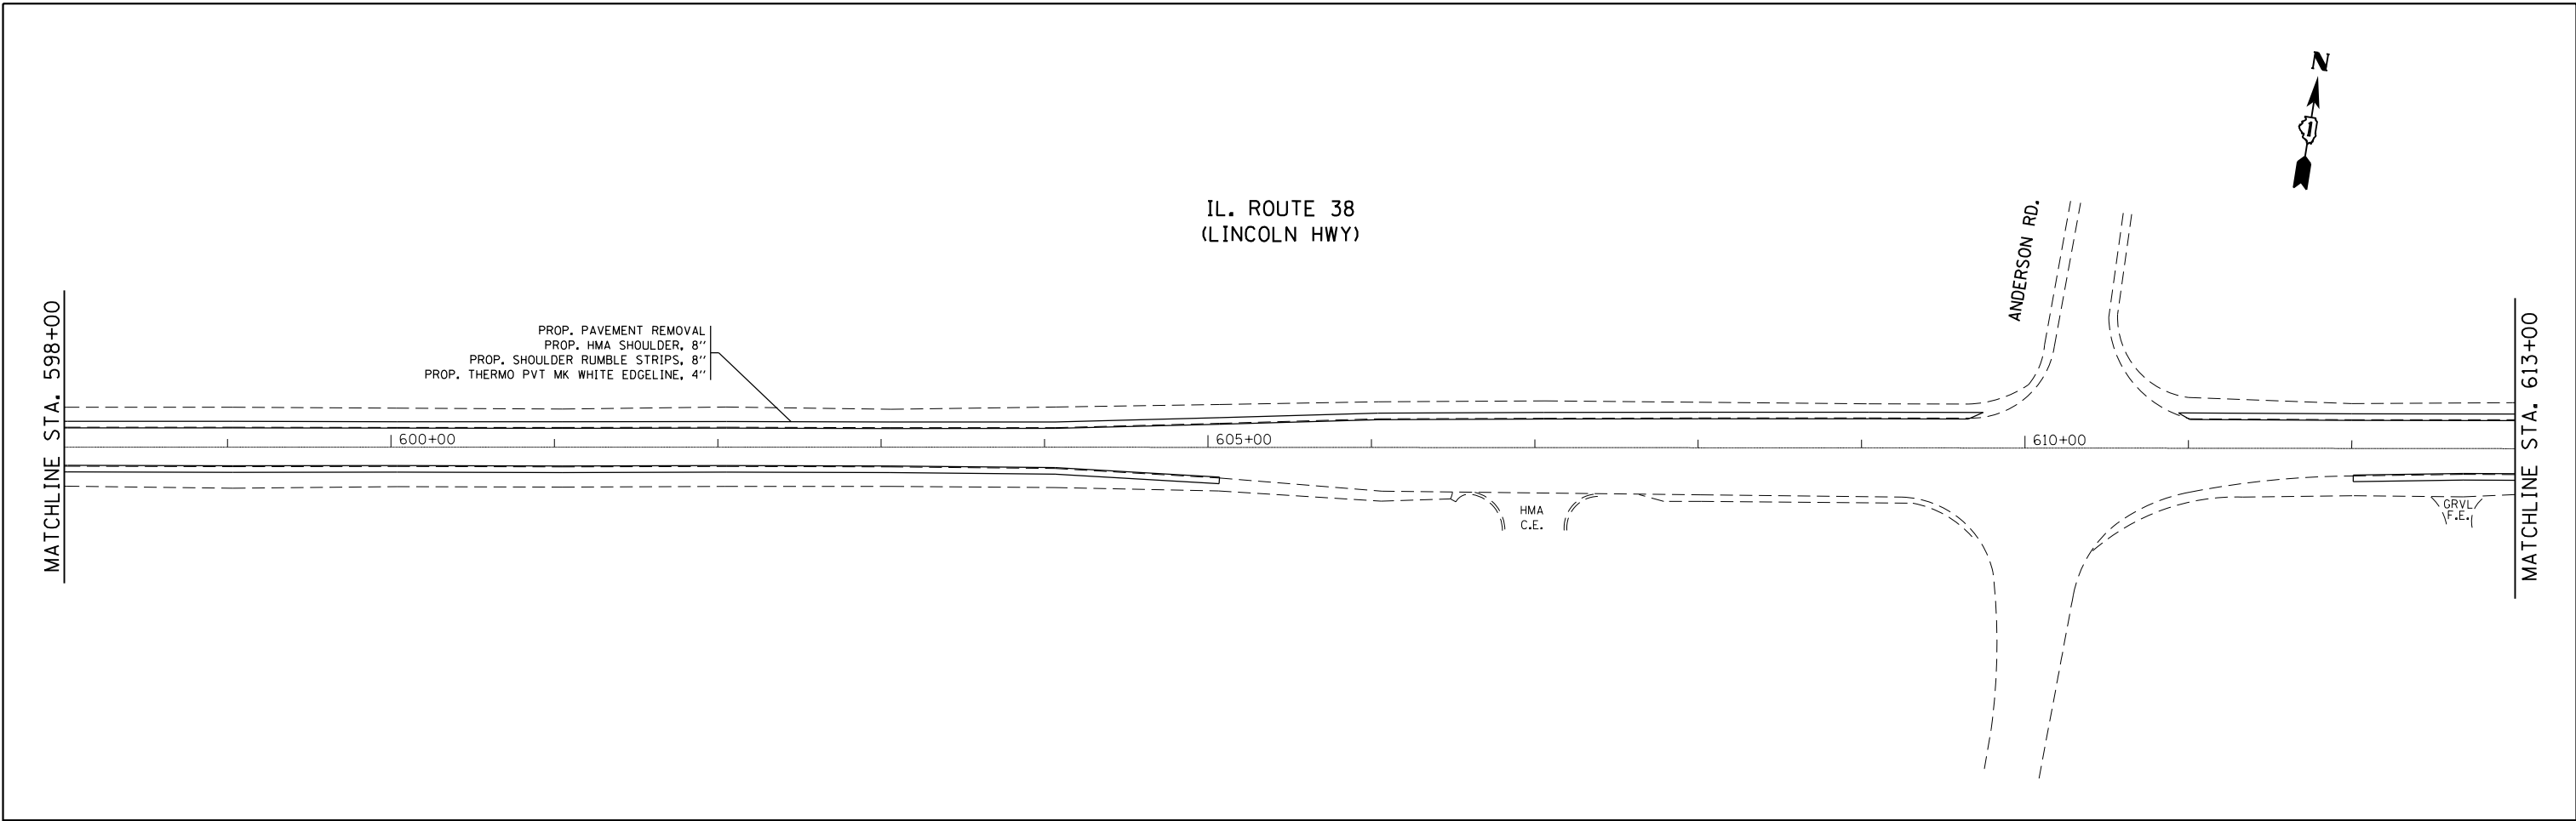 N
1
IL. ROUTE 38
(LINCOLN HWY)
ANDERSON RD.
MATCHLINE STA. 598+00
PROP. PAVEMENT REMOVAL
PROP. HMA SHOULDER, 8"
PROP. SHOULDER RUMBLE STRIPS, 8"
PROP. THERMO PVT MK WHITE EDGELINE, 4"
600+00
605+00
610+00
MATCHLINE STA. 613+00
HMA
C.E.
GRVL
F.E.